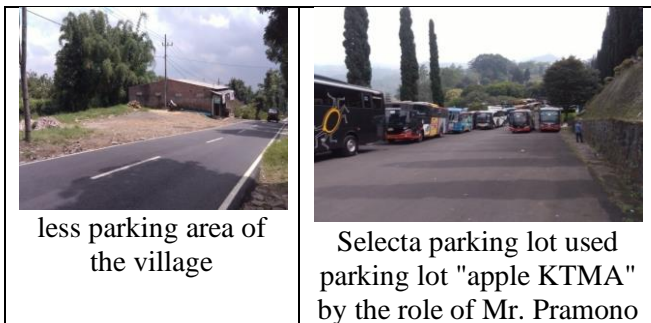 less parking area of
the village
Selecta parking lot used
parking lot "apple KTMA"
by the role of Mr. Pramono